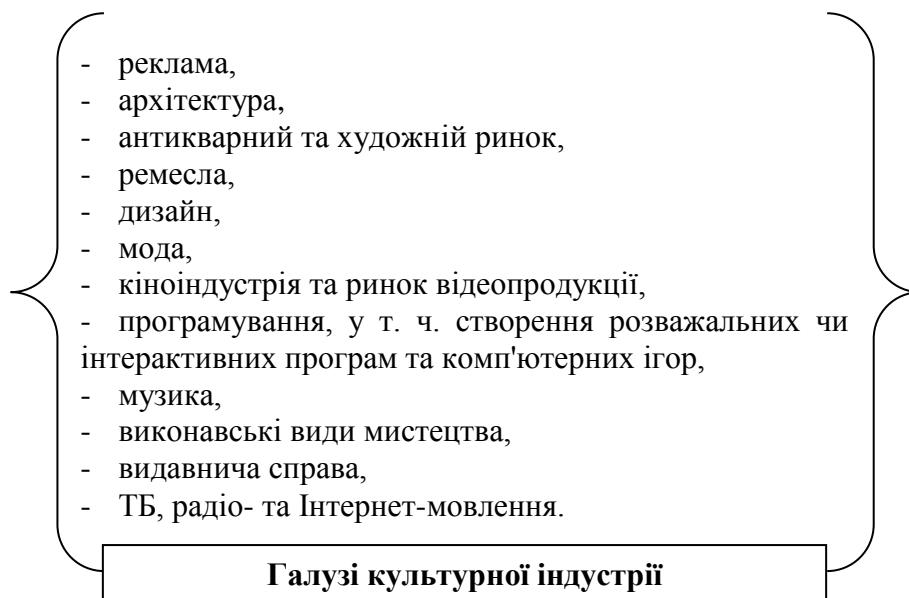 - реклама,
- архітектура,
- антикварний та художній ринок,
- ремесла,
- дизайн,
- мода,
- кіноіндустрія та ринок відеопродукції,
- програмування, у т. ч. створення розважальних чи
інтерактивних програм та комп'ютерних ігор,
- музика,
- виконавські види мистецтва,
- видавнича справа,
- ТБ, радіо- та Інтернет-мовлення.
Галузі культурної індустрії